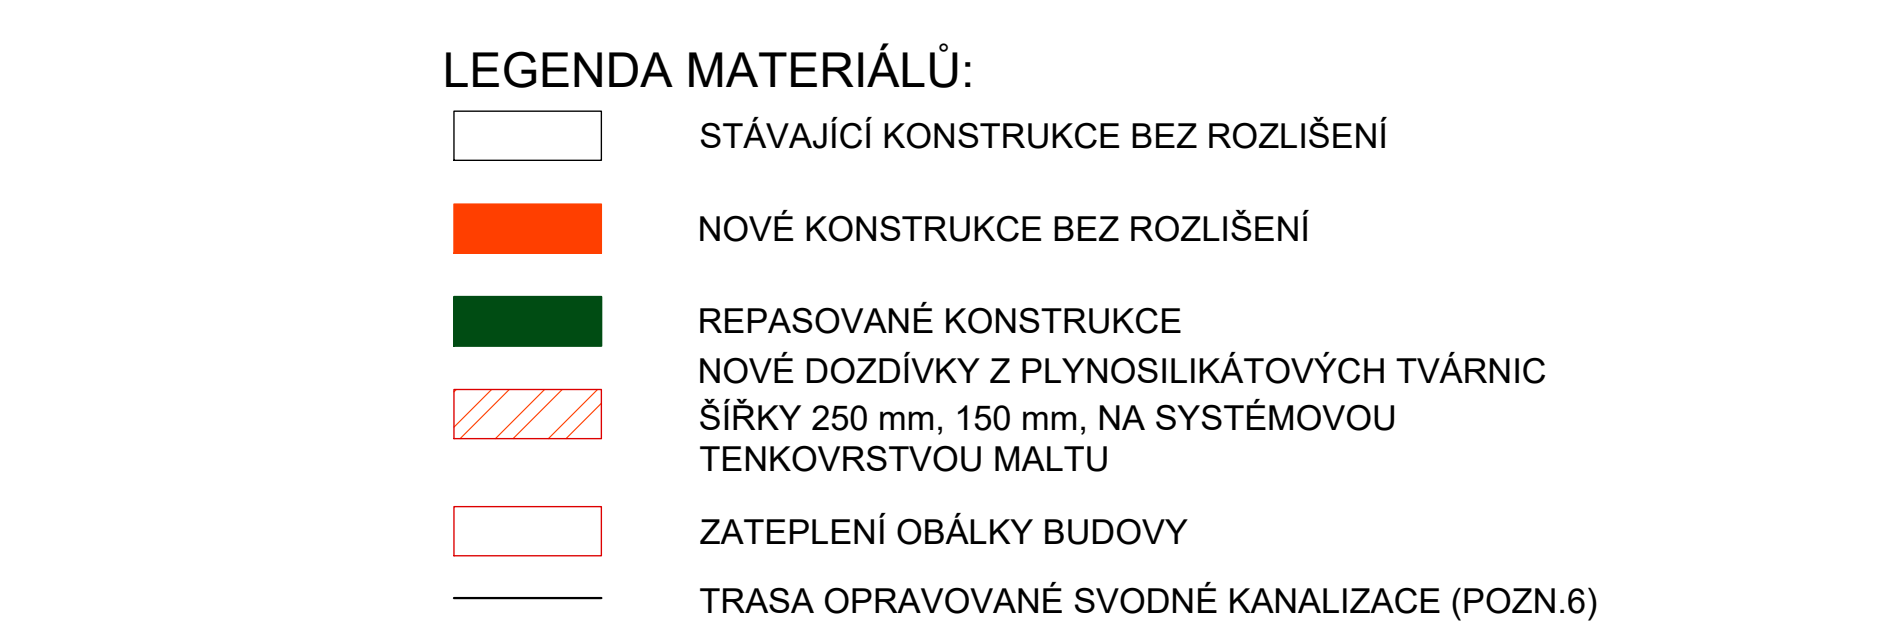 LEGENDA MATERIÁLŮ:
STÁVAJÍCÍ KONSTRUKCE BEZ ROZLIŠENÍ
NOVÉ KONSTRUKCE BEZ ROZLIŠENÍ
REPASOVANÉ KONSTRUKCE
NOVÉ DOZDÍVKY Z PLYNOSILIKÁTOVÝCH TVÁRNIC
ŠÍŘKY 250 mm, 150 mm, NA SYSTÉMOVOU
TENKOVRSTVOU MALTU
ZATEPLENÍ OBÁLKY BUDOVY
TRASA OPRAVOVANÉ SVODNÉ KANALIZACE (POZN.6)